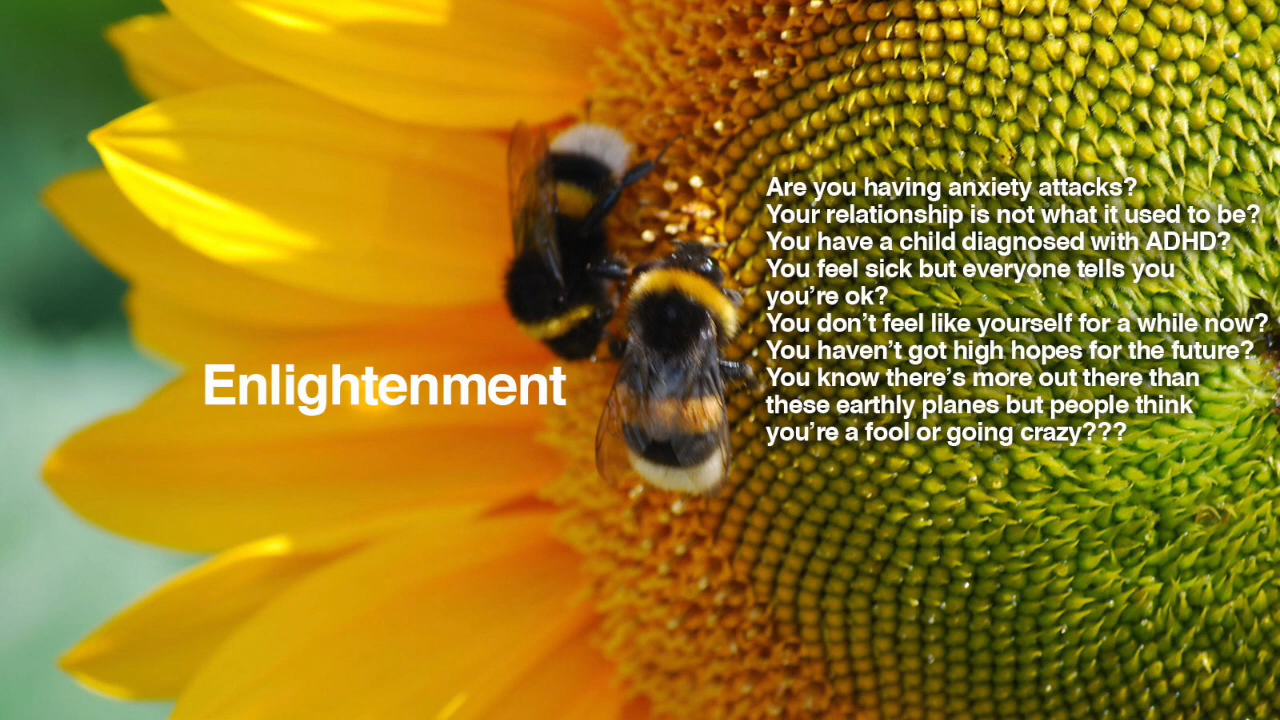 Enlightenment
Are you having anxiety attacks?
Your relationship is not what it used to be?
You have a child diagnosed with ADHD?
You feel sick but everyone tells you
you’re ok?
You don’t feel like yourself for a while now?
You haven’t got high hopes for the future?
You know there’s more out there than
these earthly planes but people think
you’re a fool or going crazy???